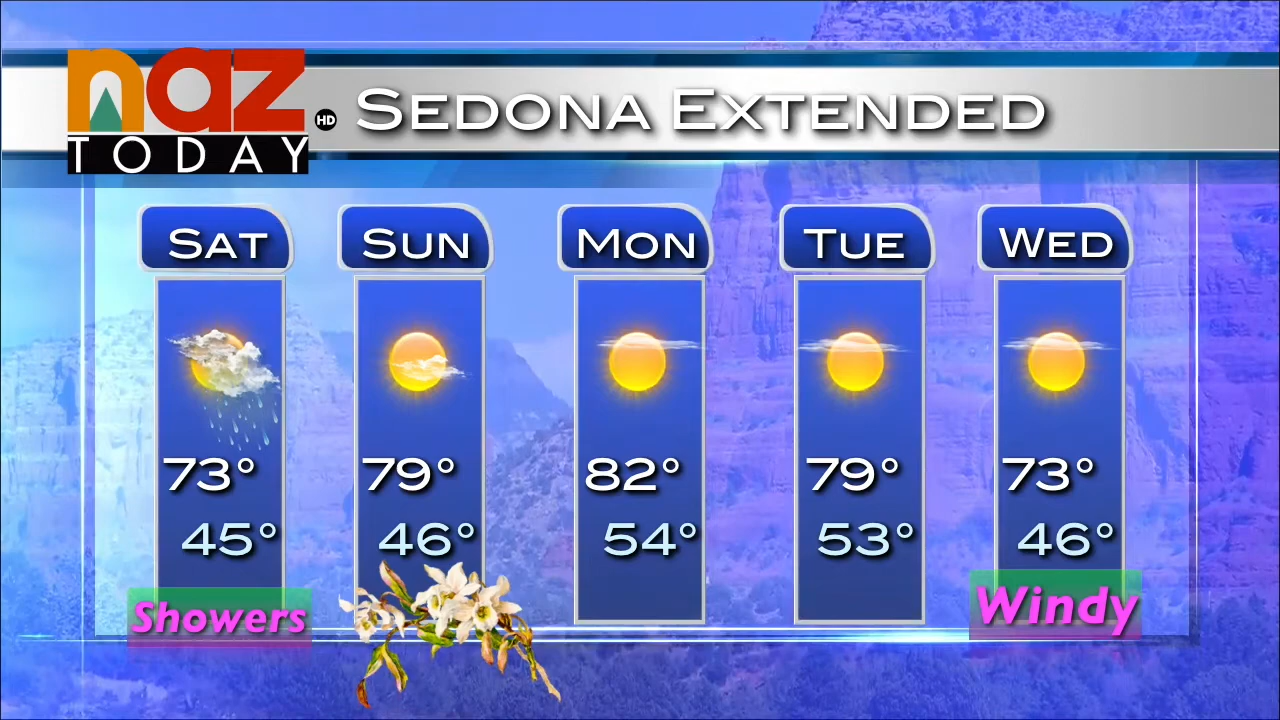 naz
TODAY
HD
SEDONA EXTENDED
SAT SUN MON TUE WED
73° 79° 82° 79° 73°
45° 46° 54° 53° 46°
Showers Windy